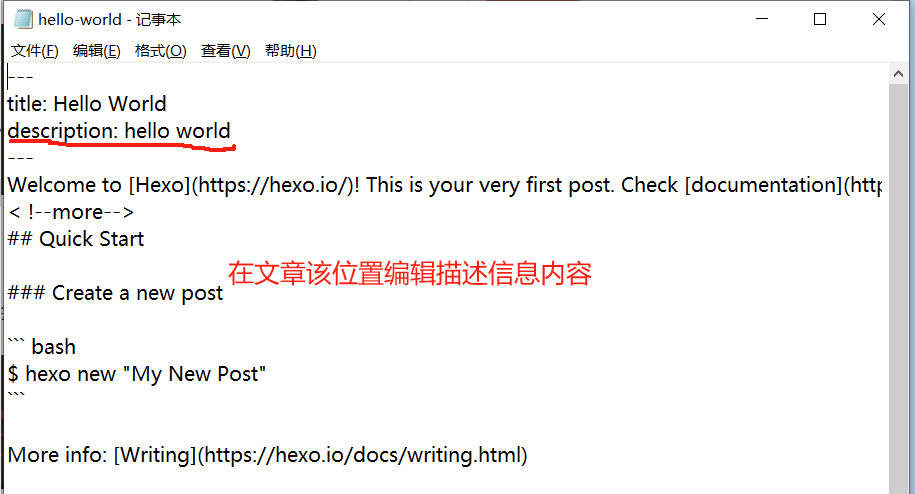 hello-world - 记事本
文件(F) 编辑(E) 格式(O) 查看(V) 帮助(H)
---
title: Hello World
description: hello world
---
Welcome to [Hexo](https://hexo.io/)! This is your very first post. Check [documentation](http
< !--more-->
## Quick Start
在文章该位置编辑描述信息内容
### Create a new post
``` bash
$ hexo new "My New Post"
```
More info: [Writing](https://hexo.io/docs/writing.html)